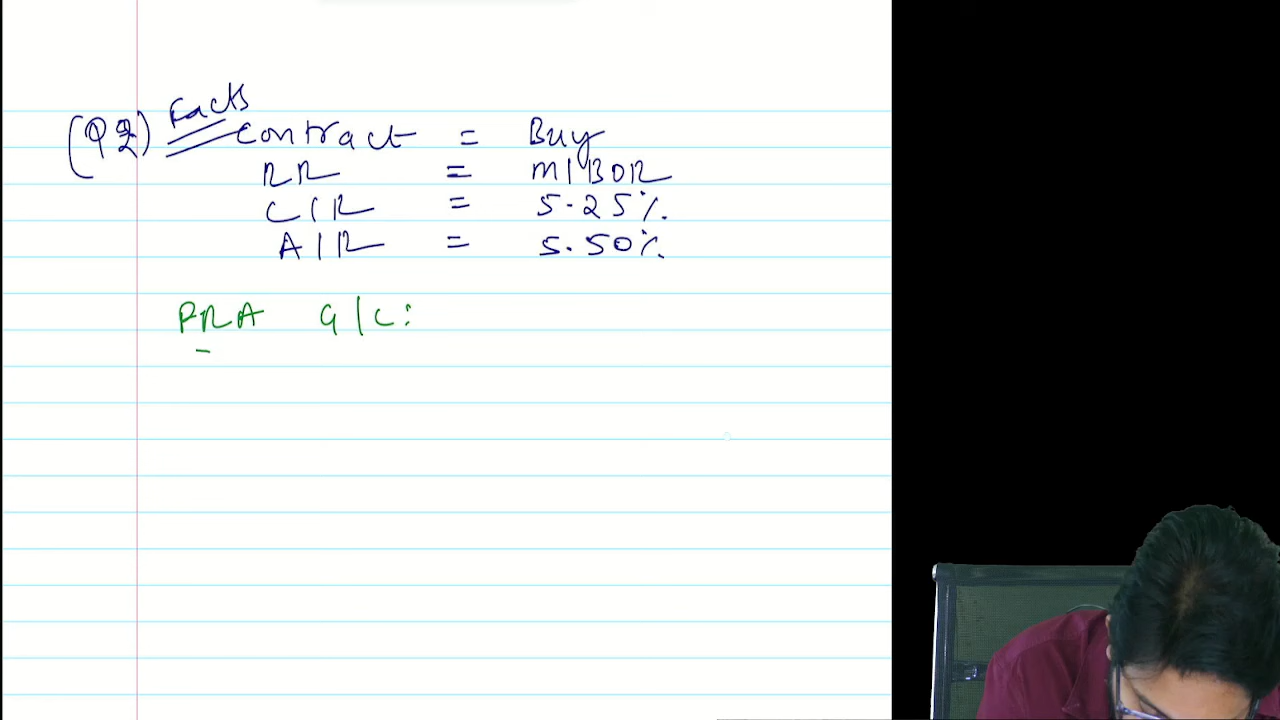 (Q2) Facts
Contract = Buy
RR = MIBOR
CIR = 5.25%
AIR = 5.50%
FRA G/L: